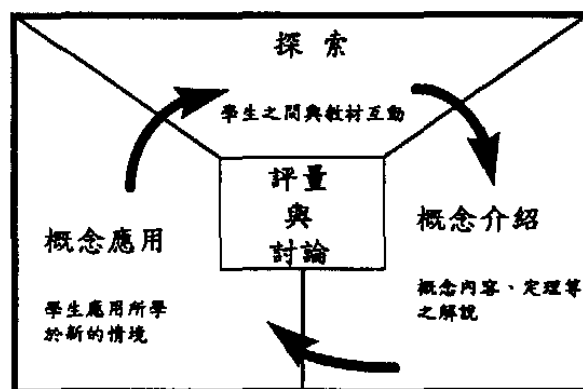 探索
學生之間與教材互動
評量
與
討論
概念介紹
概念內容、定理等
之解說
概念應用
學生應用所學
於新的情境